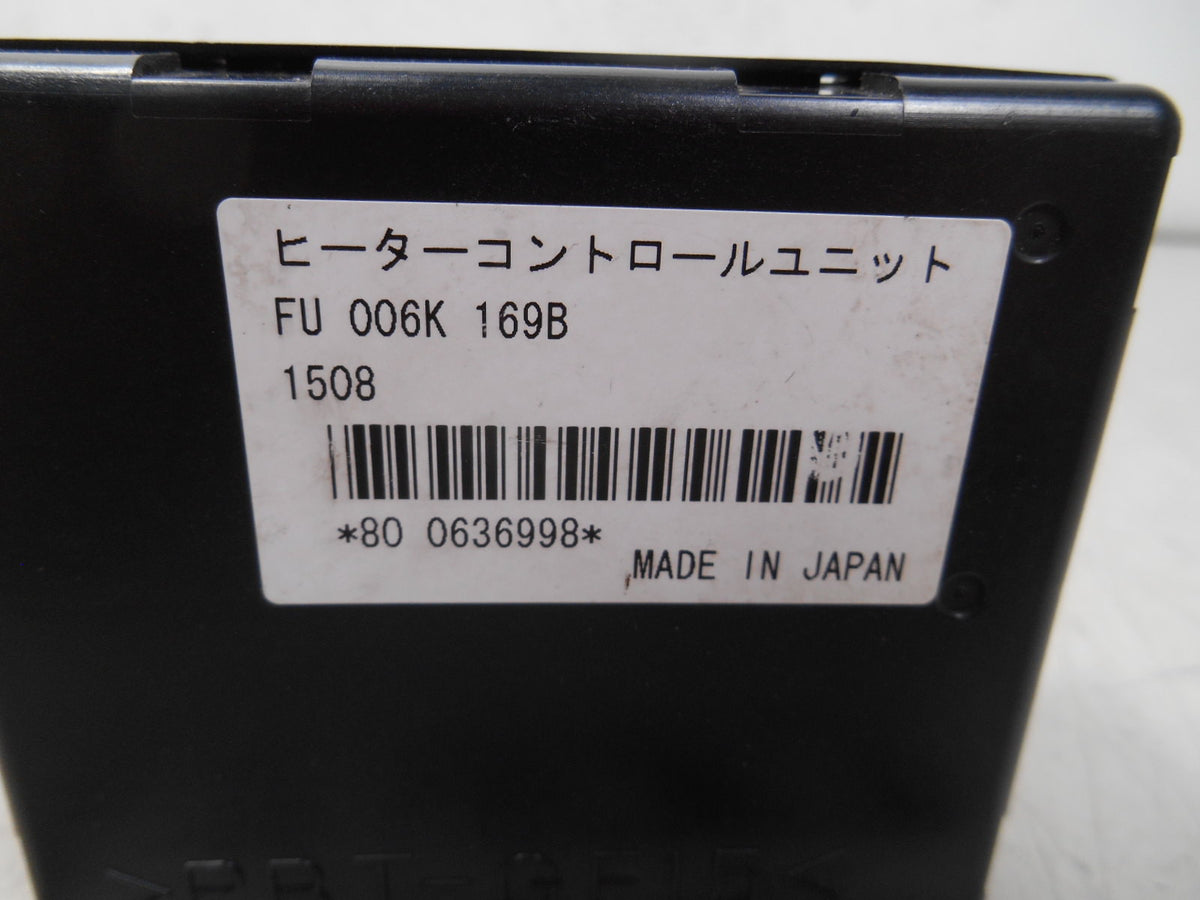 ヒーターコントロールユニット
FU 006K 169B
1508
*80 0636998*
MADE IN JAPAN